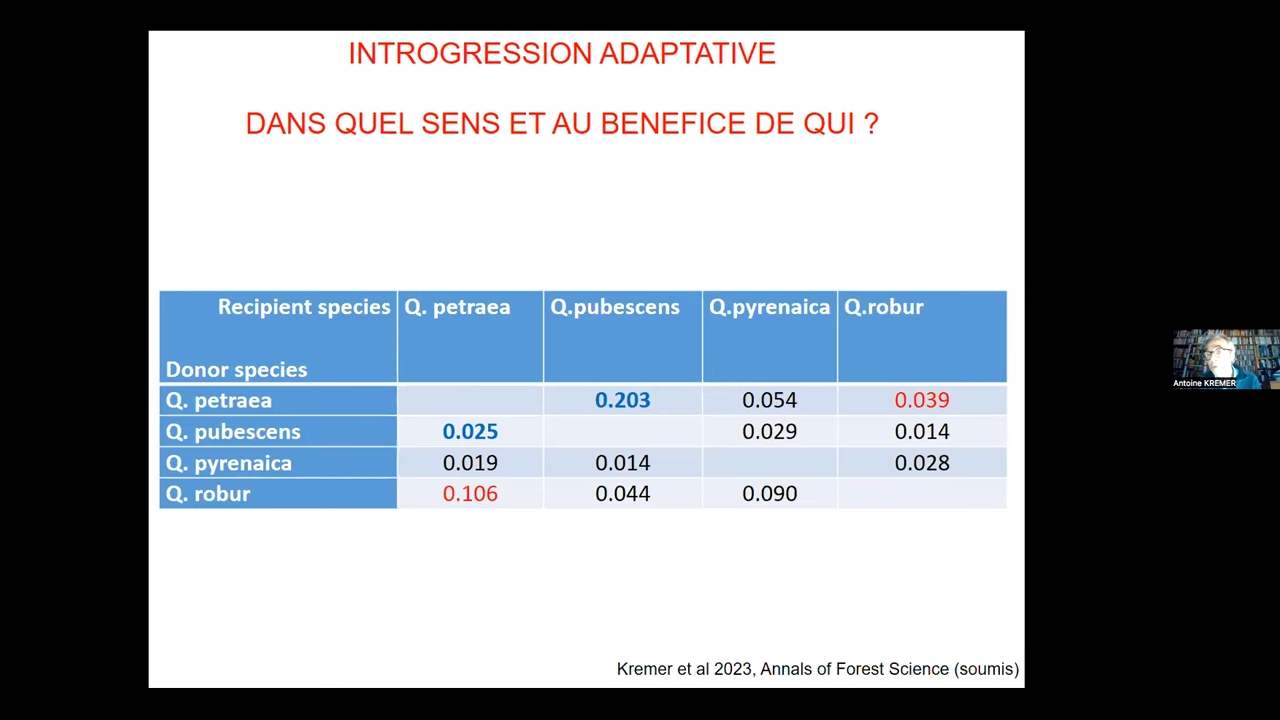 INTROGRESSION ADAPTATIVE
DANS QUEL SENS ET AU BENEFICE DE QUI ?
Recipient species Q. petraea Q.pubescens Q.pyrenaica Q.robur
Donor species
Q. petraea 0.203 0.054 0.039
Q. pubescens 0.025 0.029 0.014
Q. pyrenaica 0.019 0.014 0.028
Q. robur 0.106 0.044 0.090
Antoine KREMER
Kremer et al 2023, Annals of Forest Science (soumis)